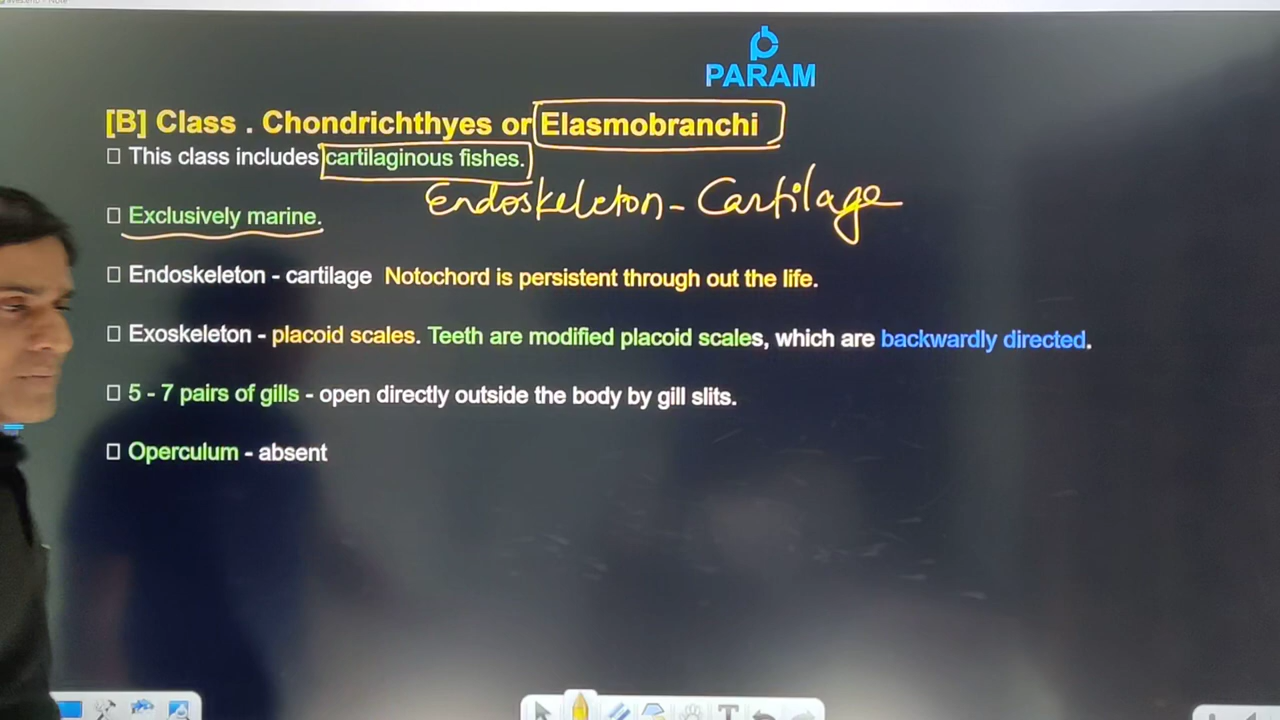 PARAM
[B] Class . Chondrichthyes or Elasmobranchi
□ This class includes cartilaginous fishes.
Endoskeleton - Cartilage
□ Exclusively marine.
□ Endoskeleton - cartilage Notochord is persistent through out the life.
□ Exoskeleton - placoid scales. Teeth are modified placoid scales, which are backwardly directed.
□ 5 - 7 pairs of gills - open directly outside the body by gill slits.
□ Operculum - absent
T